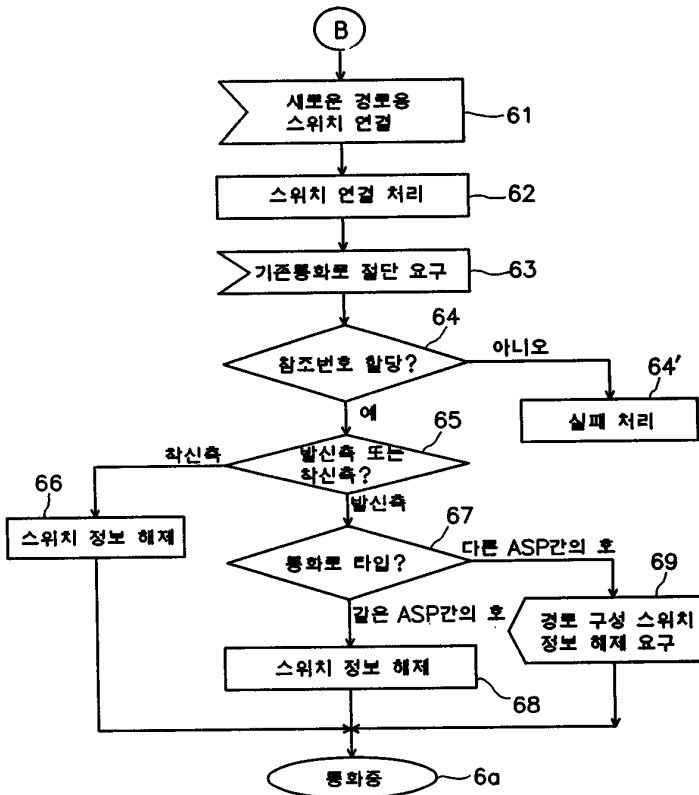 B
새로운 경로용
스위치 연결
61
스위치 연결 처리
62
기존통화로 절단 요구
63
64
참조번호 할당?
아니오
64′
실패 처리
예
65
발신측 또는
착신측?
착신측
발신측
66
스위치 정보 해제
67
통화로 타입?
다른 ASP간의 호
69
경로 구성 스위치
정보 해제 요구
같은 ASP간의 호
스위치 정보 해제
68
통화중
6a